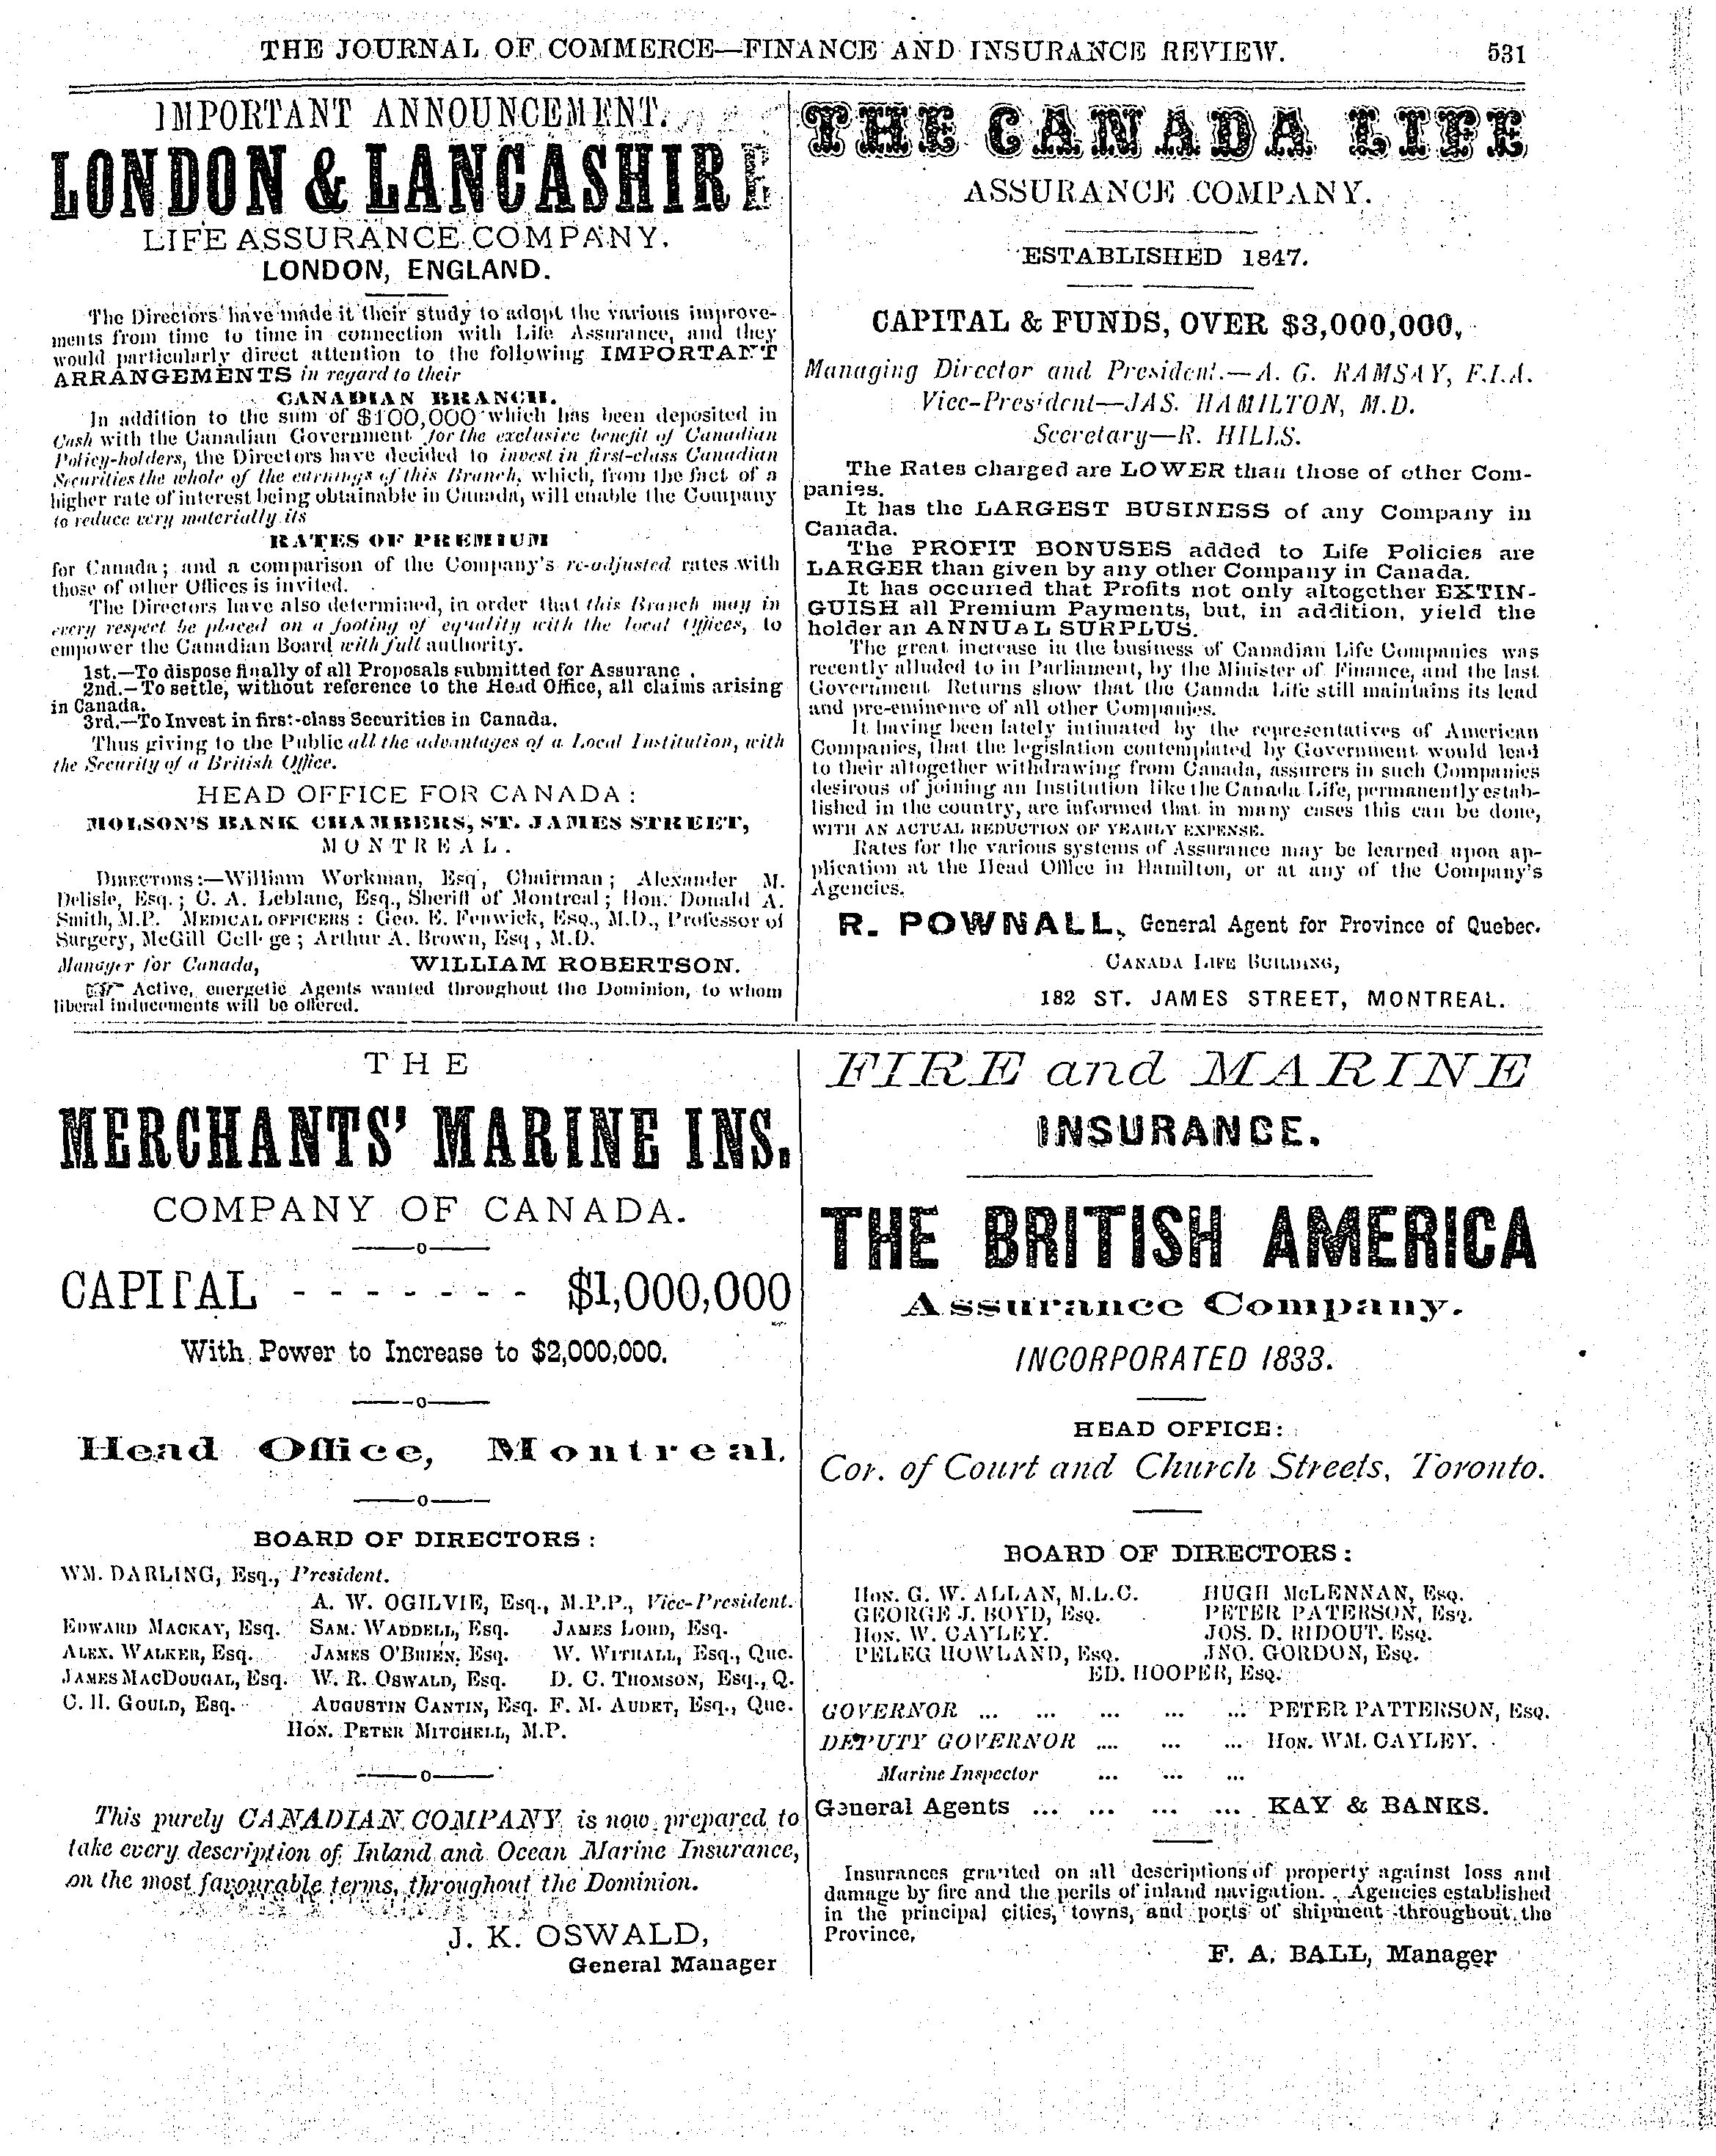 THE JOURNAL OF COMMERCE—FINANCE AND INSURANCE REVIEW. 531
IMPORTANT ANNOUNCEMENT.
LONDON & LANCASHIRE
LIFE ASSURANCE COMPANY.
LONDON, ENGLAND.
The Directors have made it their study to adopt the various improve-
ments from time to time in connection with Life Assurance, and they
would particularly direct attention to the following IMPORTANT
ARRANGEMENTS in regard to their
CANADIAN BRANCH.
In addition to the sum of $100,000 which has been deposited in
Cash with the Canadian Government for the exclusive benefit of Canadian
Policy-holders, the Directors have decided to invest in first-class Canadian
Securities the whole of the earnings of this Branch, which, from the fact of a
higher rate of interest being obtainable in Canada, will enable the Company
to reduce very materially its
RATES OF PREMIUM
for Canada; and a comparison of the Company's re-adjusted rates with
those of other Offices is invited.
The Directors have also determined, in order that this Branch may in
every respect be placed on a footing of equality with the local Offices, to
empower the Canadian Board with full authority.
1st.—To dispose finally of all Proposals submitted for Assuranc .
2nd.—To settle, without reference to the Head Office, all claims arising
in Canada.
3rd.—To Invest in first-class Securities in Canada.
Thus giving to the Public all the advantages of a Local Institution, with
the Security of a British Office.
HEAD OFFICE FOR CANADA:
MOLSON'S BANK CHAMBERS, ST. JAMES STREET,
MONTREAL.
DIRECTORS:—William Workman, Esq, Chairman; Alexander M.
Delisle, Esq.; C. A. Leblanc, Esq., Sheriff of Montreal; Hon. Donald A.
Smith, M.P. MEDICAL OFFICERS: Geo. E. Fenwick, Esq., M.D., Professor of
Surgery, McGill College; Arthur A. Brown, Esq, M.D.
Manager for Canada, WILLIAM ROBERTSON.
☞ Active, energetic Agents wanted throughout the Dominion, to whom
liberal inducements will be offered.
THE CANADA LIFE
ASSURANCE COMPANY.
ESTABLISHED 1847.
CAPITAL & FUNDS, OVER $3,000,000,
Managing Director and President.—A. G. RAMSAY, F.I.A.
Vice-President—JAS. HAMILTON, M.D.
Secretary—R. HILLS.
The Rates charged are LOWER than those of other Com-
panies.
It has the LARGEST BUSINESS of any Company in
Canada.
The PROFIT BONUSES added to Life Policies are
LARGER than given by any other Company in Canada.
It has occurred that Profits not only altogether EXTIN-
GUISH all Premium Payments, but, in addition, yield the
holder an ANNUAL SURPLUS.
The great increase in the business of Canadian Life Companies was
recently alluded to in Parliament, by the Minister of Finance, and the last
Government Returns show that the Canada Life still maintains its lead
and pre-eminence of all other Companies.
It having been lately intimated by the representatives of American
Companies, that the legislation contemplated by Government would lead
to their altogether withdrawing from Canada, assurers in such Companies
desirous of joining an Institution like the Canada Life, permanently estab-
lished in the country, are informed that in many cases this can be done,
WITH AN ACTUAL REDUCTION OF YEARLY EXPENSE.
Rates for the various systems of Assurance may be learned upon ap-
plication at the Head Office in Hamilton, or at any of the Company's
Agencies.
R. POWNALL, General Agent for Province of Quebec.
CANADA LIFE BUILDING,
182 ST. JAMES STREET, MONTREAL.
THE
MERCHANTS' MARINE INS.
COMPANY OF CANADA.
CAPITAL - - - - - - - $1,000,000
With Power to Increase to $2,000,000.
Head Office, Montreal.
BOARD OF DIRECTORS:
WM. DARLING, Esq., President.
A. W. OGILVIE, Esq., M.P.P., Vice-President.
EDWARD MACKAY, Esq. SAM. WADDELL, Esq. JAMES LORD, Esq.
ALEX. WALKER, Esq. JAMES O'BRIEN, Esq. W. WITHALL, Esq., Que.
JAMES MACDOUGAL, Esq. W. R. OSWALD, Esq. D. C. THOMSON, Esq., Q.
C. H. GOULD, Esq. AUGUSTIN CANTIN, Esq. F. M. AUDET, Esq., Que.
HON. PETER MITCHELL, M.P.
This purely CANADIAN COMPANY is now prepared to
take every description of Inland and Ocean Marine Insurance,
on the most favourable terms, throughout the Dominion.
J. K. OSWALD,
General Manager
FIRE and MARINE
INSURANCE.
THE BRITISH AMERICA
Assurance Company.
INCORPORATED 1833.
HEAD OFFICE:
Cor. of Court and Church Streets, Toronto.
BOARD OF DIRECTORS:
HON. G. W. ALLAN, M.L.C. HUGH McLENNAN, ESQ.
GEORGE J. BOYD, ESQ. PETER PATERSON, ESQ.
HON. W. CAYLEY. JOS. D. RIDOUT, ESQ.
PELEG HOWLAND, ESQ. JNO. GORDON, ESQ.
ED. HOOPER, ESQ.
GOVERNOR ... ... ... ... ... PETER PATTERSON, ESQ.
DEPUTY GOVERNOR .... ... ... HON. WM. CAYLEY.
Marine Inspector ... ... ...
General Agents ... ... ... ... KAY & BANKS.
Insurances granted on all descriptions of property against loss and
damage by fire and the perils of inland navigation. Agencies established
in the principal cities, towns, and ports of shipment throughout the
Province,
F. A. BALL, Manager